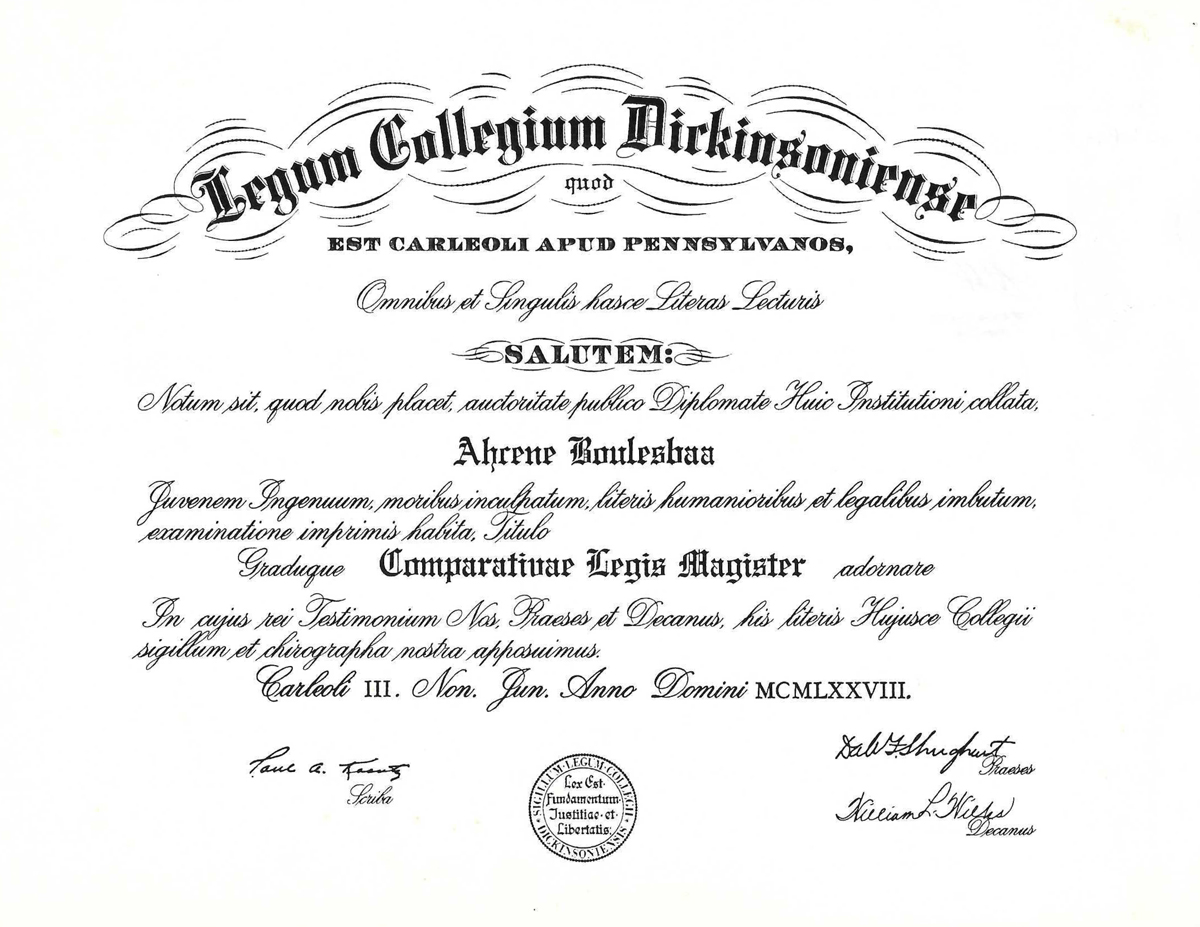 Legum Collegium Dickinsoniense
quod
EST CARLEOLI APUD PENNSYLVANOS,
Omnibus et Singulis hasce Literas Lecturis
SALUTEM:
Notum sit, quod nobis placet, auctoritate publico Diplomate Huic Institutioni collata,
Ahrene Boulesbaa
Juvenem Ingenuum, moribus inculpatum, literis humanioribus et legalibus imbutum,
examinatione imprimis habita, Titulo
Graduque Comparativae Legis Magister adornare
In cujus rei Testimonium Nos, Praeses et Decanus, his literis Hujusce Collegii
sigillum et chirographa nostra apposuimus.
Carleoli III. Non. Jun. Anno Domini MCMLXXVIII.
Paul A. Koontz
Scriba
SIGILLUM·LEGUM·COLLEGII·DICKINSONIENSIS
Lex Est
Fundamentum
Justitiae·et
Libertatis;
Dale F. Shughart
Praeses
William L. Wilks
Decanus